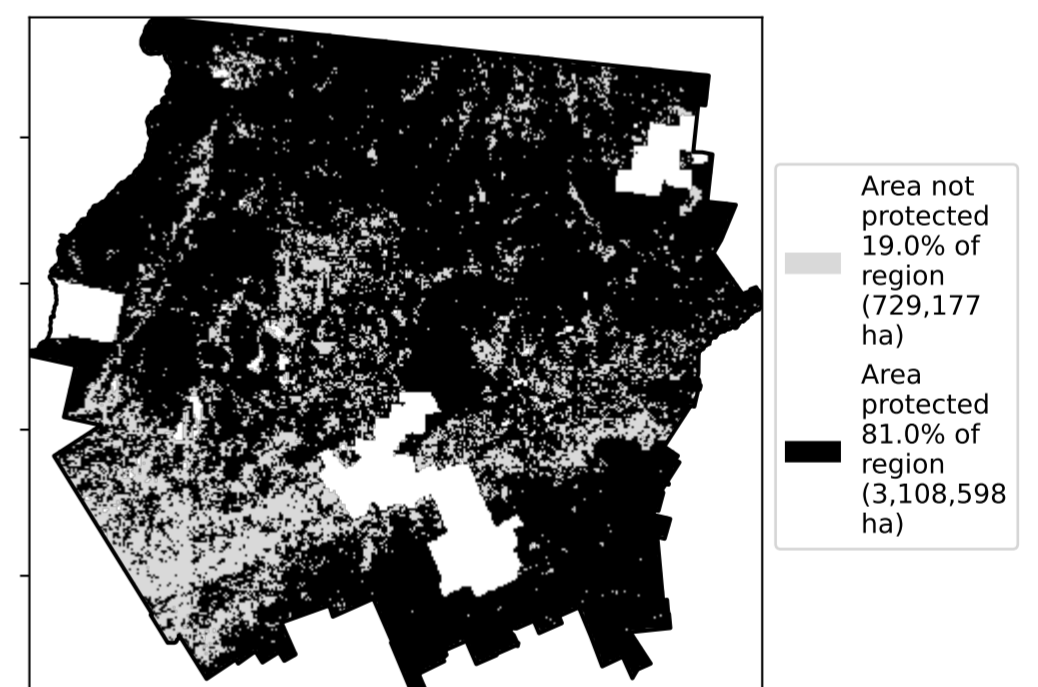 Area not
protected
19.0% of
region
(729,177
ha)
Area
protected
81.0% of
region
(3,108,598
ha)